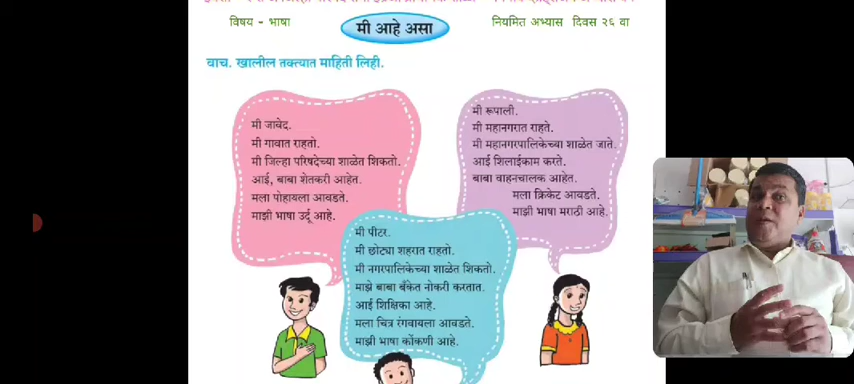 विषय - भाषा
नियमित अभ्यास दिवस २६ वा
मी आहे असा
वाच. खालील तक्त्यात माहिती लिही.
मी जावेद.
मी गावात राहतो.
मी जिल्हा परिषदेच्या शाळेत शिकतो.
आई, बाबा शेतकरी आहेत.
मला पोहायला आवडते.
माझी भाषा उर्दू आहे.
मी रूपाली.
मी महानगरात राहते.
मी महानगरपालिकेच्या शाळेत जाते.
आई शिलाईकाम करते.
बाबा वाहनचालक आहेत.
मला क्रिकेट आवडते.
माझी भाषा मराठी आहे.
मी पीटर.
मी छोट्या शहरात राहतो.
मी नगरपालिकेच्या शाळेत शिकतो.
माझे बाबा बँकेत नोकरी करतात.
आई शिक्षिका आहे.
मला चित्र रंगवायला आवडते.
माझी भाषा कोंकणी आहे.